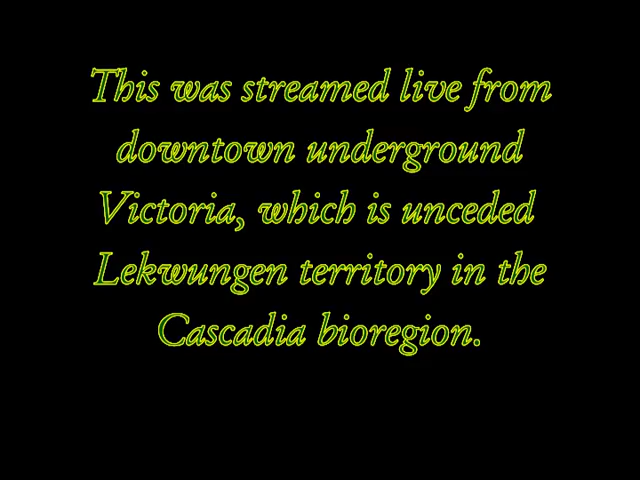 This was streamed live from
downtown underground
Victoria, which is unceded
Lekwungen territory in the
Cascadia bioregion.